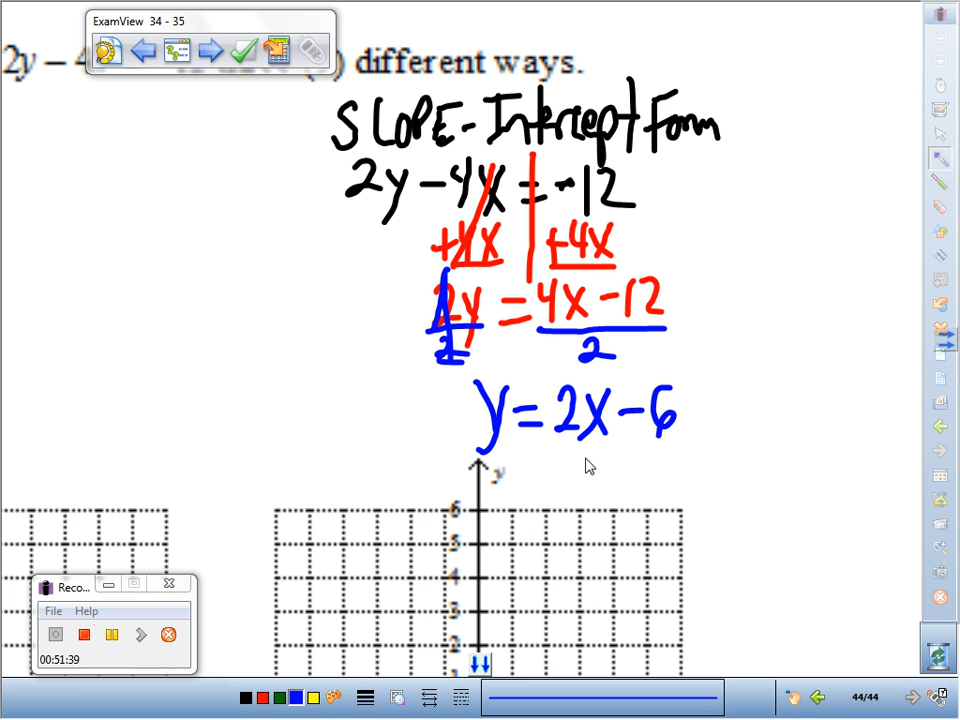 ExamView 34 - 35
2y – 4 different ways.
SLOPE-Intercept Form
2y - 4x = -12
+4x +4x
2y = 4x - 12
2 2
y = 2x - 6
y
6
5
4
3
2
Reco...
File Help
00:51:39
44/44